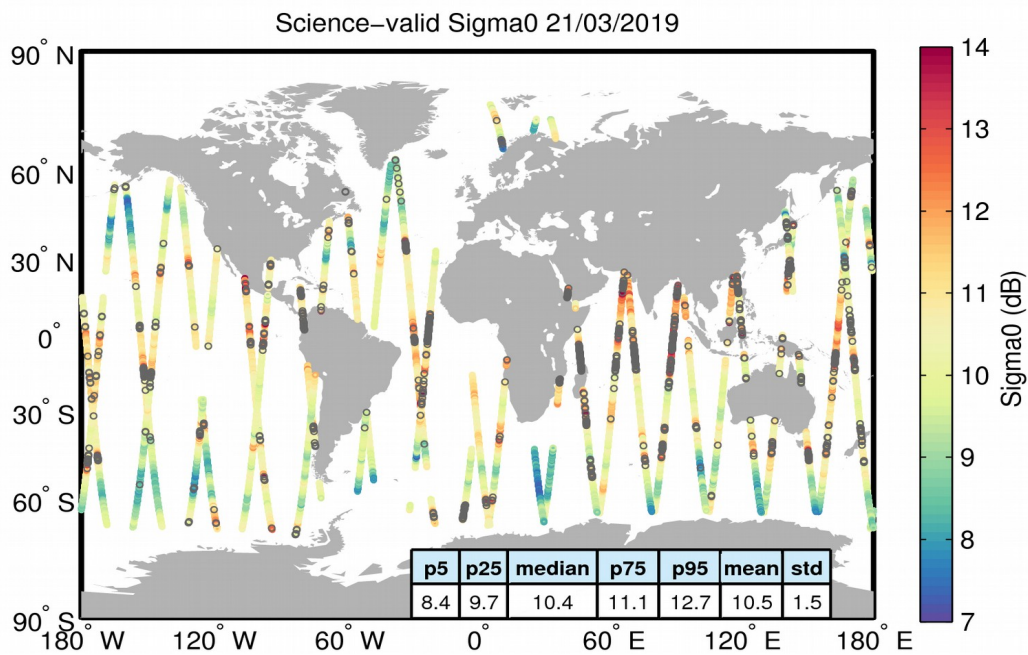 Science−valid Sigma0 21/03/2019
90° N
60° N
30° N
0°
30° S
60° S
90° S
180° W
120° W
60° W
0°
60° E
120° E
180° E
p5 p25 median p75 p95 mean std
8.4 9.7 10.4 11.1 12.7 10.5 1.5
14
13
12
11
10
9
8
7
Sigma0 (dB)